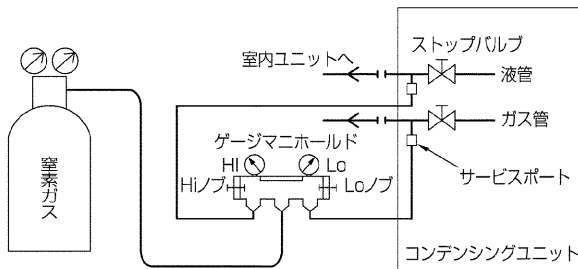 ストップバルブ
室内ユニットへ
液管
ガス管
ゲージマニホールド
HI
Lo
Hiノブ
Loノブ
サービスポート
窒素ガス
コンデンシングユニット